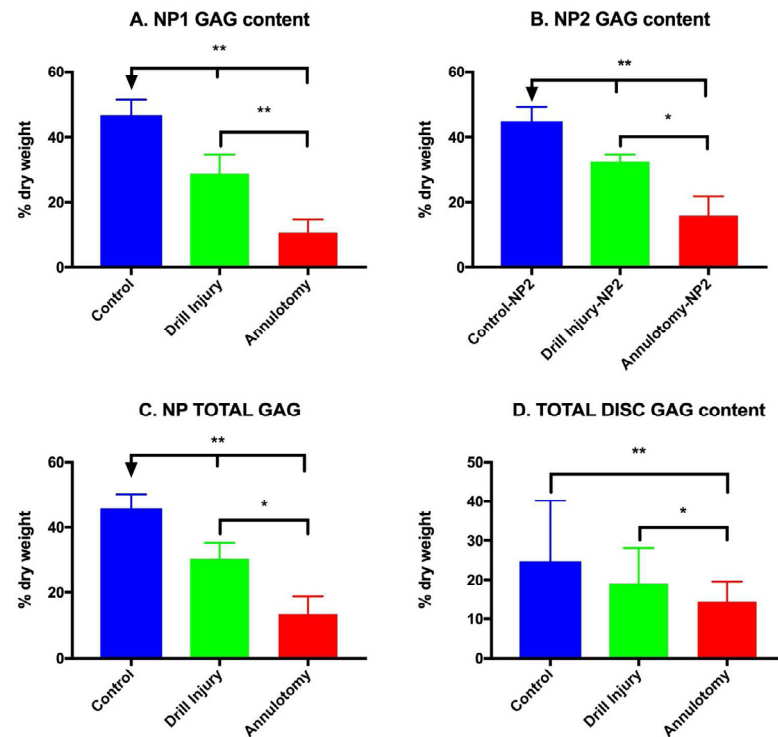 A. NP1 GAG content
**
**
60
40
20
0
% dry weight
Control
Drill Injury
Annulotomy
B. NP2 GAG content
**
*
60
40
20
0
% dry weight
Control-NP2
Drill Injury-NP2
Annulotomy-NP2
C. NP TOTAL GAG
**
*
60
40
20
0
% dry weight
Control
Drill Injury
Annulotomy
D. TOTAL DISC GAG content
**
*
50
40
30
20
10
0
% dry weight
Control
Drill Injury
Annulotomy